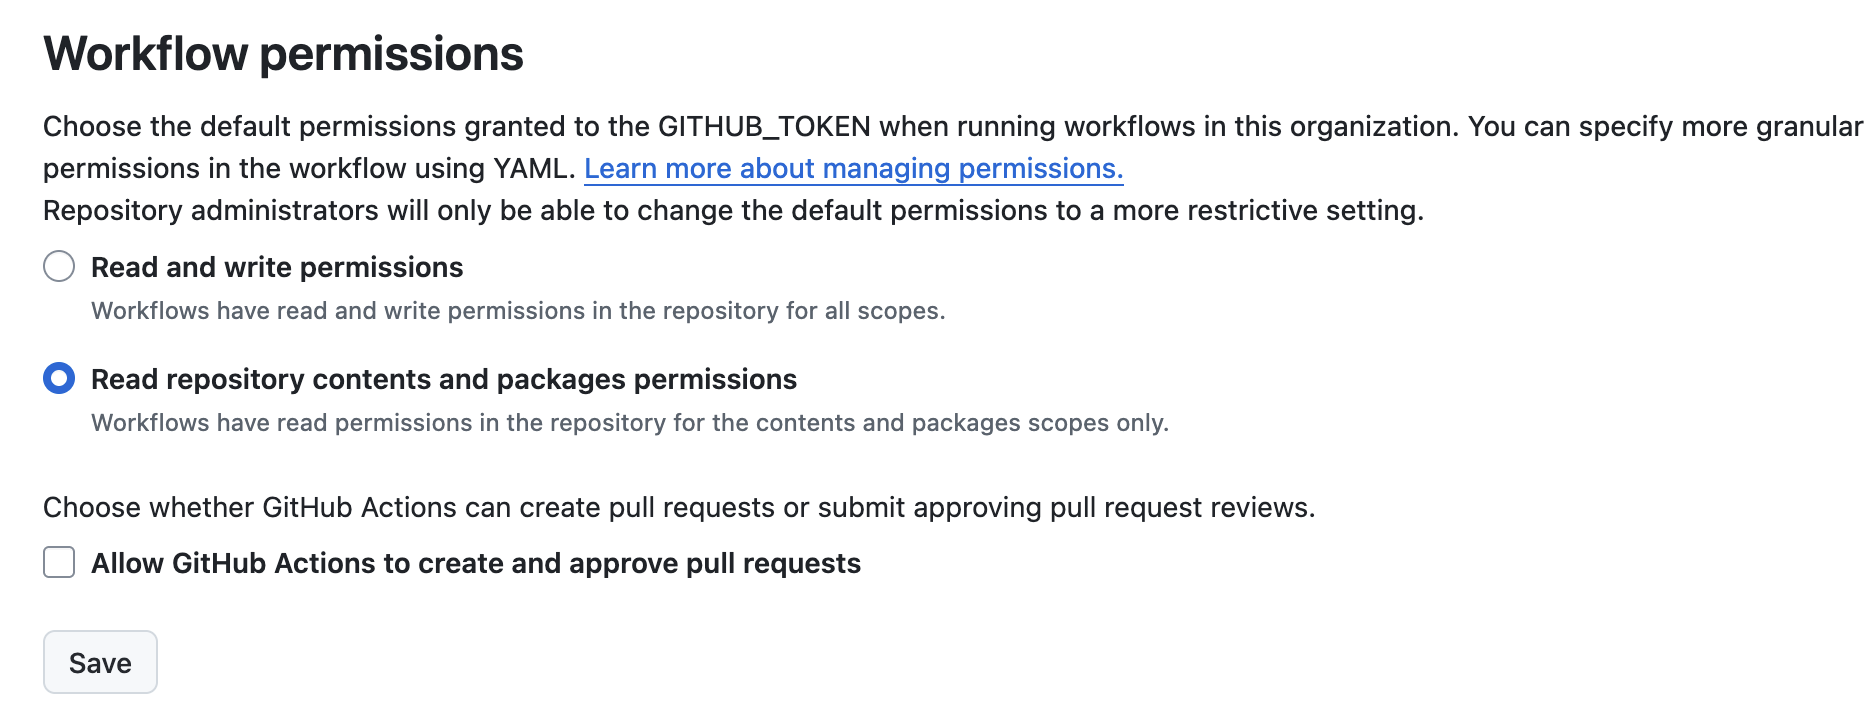 Workflow permissions
Choose the default permissions granted to the GITHUB_TOKEN when running workflows in this organization. You can specify more granular
permissions in the workflow using YAML. Learn more about managing permissions.
Repository administrators will only be able to change the default permissions to a more restrictive setting.
Read and write permissions
Workflows have read and write permissions in the repository for all scopes.
Read repository contents and packages permissions
Workflows have read permissions in the repository for the contents and packages scopes only.
Choose whether GitHub Actions can create pull requests or submit approving pull request reviews.
Allow GitHub Actions to create and approve pull requests
Save